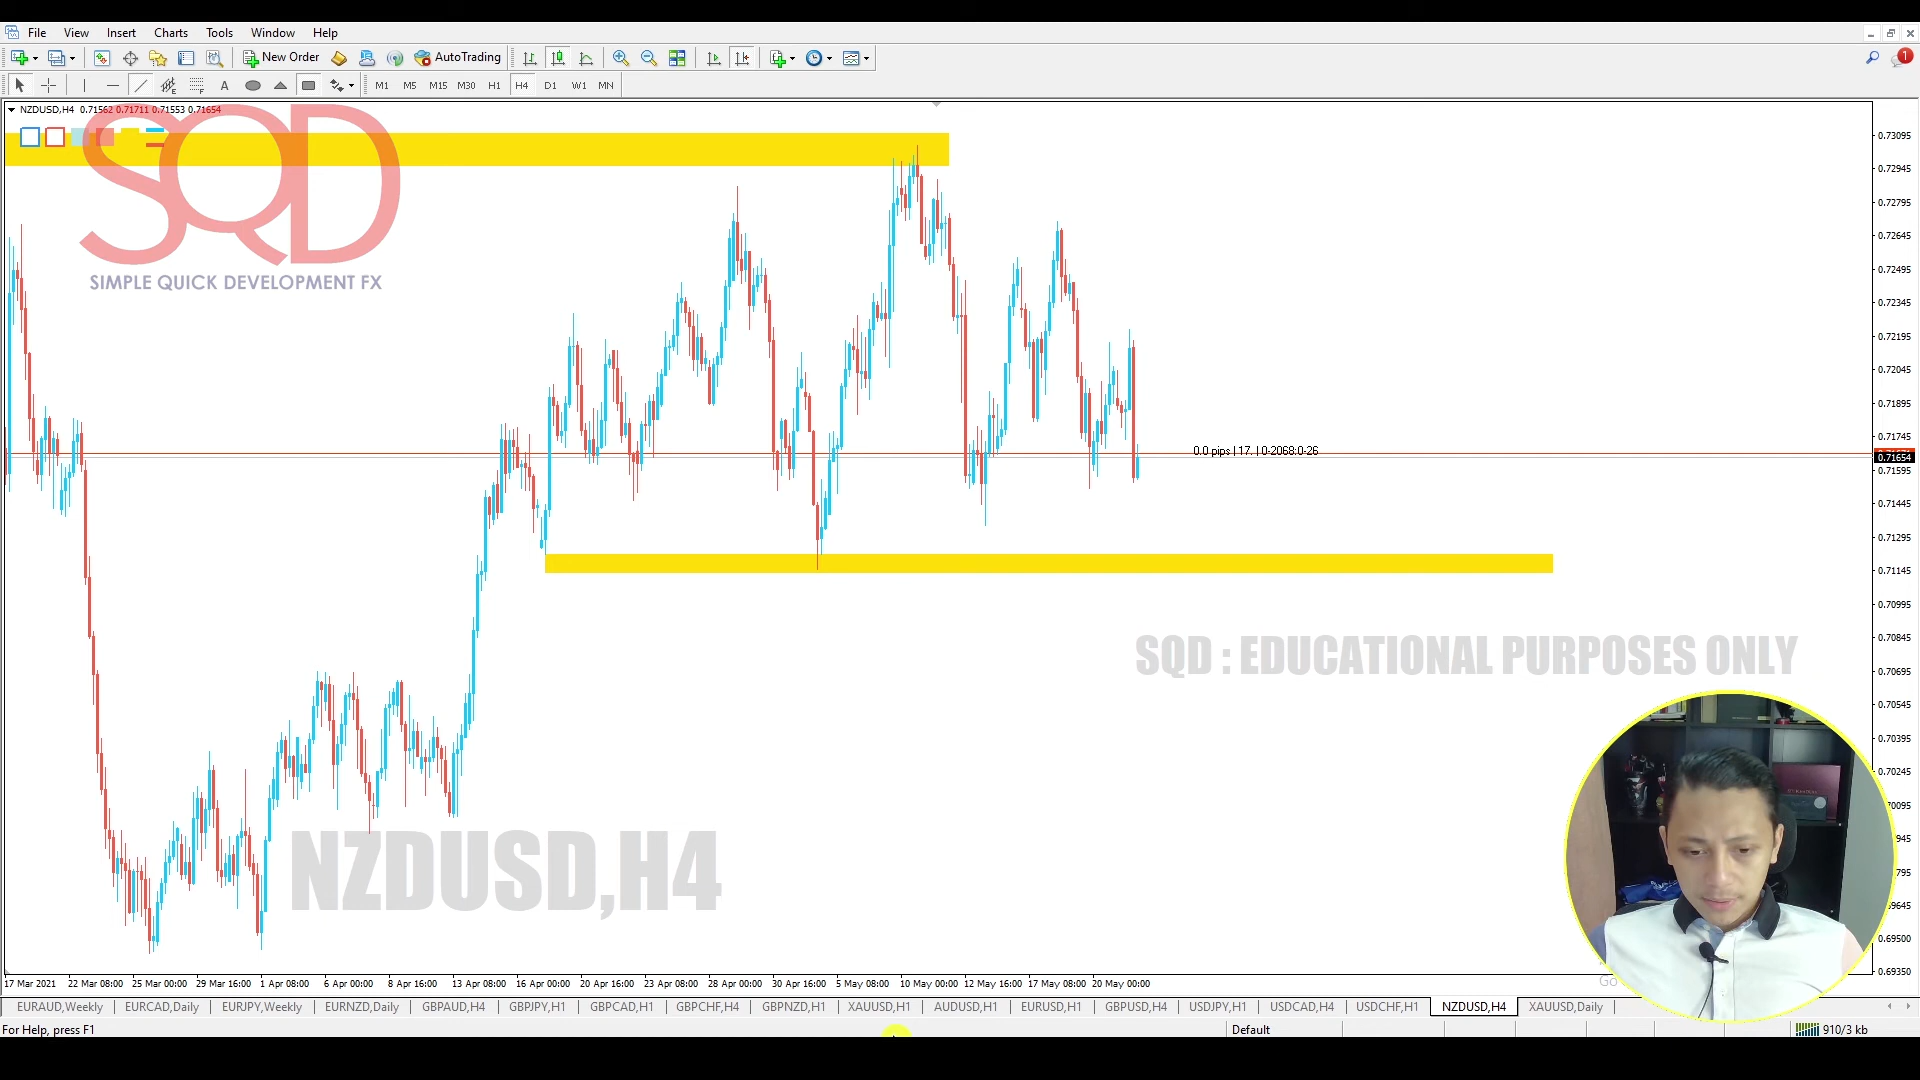 File View Insert Charts Tools Window Help
New Order AutoTrading
1
A M1 M5 M15 M30 H1 H4 D1 W1 MN
NZDUSD,H4 0.71562 0.71711 0.71553 0.71654
SQD
SIMPLE QUICK DEVELOPMENT FX
0.73095
0.72945
0.72795
0.72645
0.72495
0.72345
0.72195
0.72045
0.71895
0.71745
0.0 pips | 17. | 0-2068:0-26
0.71654
0.71595
0.71445
0.71295
0.71145
0.70995
0.70845
SQD : EDUCATIONAL PURPOSES ONLY
0.70695
0.70545
0.70395
0.70245
0.70095
NZDUSD,H4
0.69500
0.69350
17 Mar 2021 22 Mar 08:00 25 Mar 00:00 29 Mar 16:00 1 Apr 08:00 6 Apr 00:00 8 Apr 16:00 13 Apr 08:00 16 Apr 00:00 20 Apr 16:00 23 Apr 08:00 28 Apr 00:00 30 Apr 16:00 5 May 08:00 10 May 00:00 12 May 16:00 17 May 08:00 20 May 00:00
EURAUD,Weekly EURCAD,Daily EURJPY,Weekly EURNZD,Daily GBPAUD,H4 GBPJPY,H1 GBPCAD,H1 GBPCHF,H4 GBPNZD,H1 XAUUSD,H1 AUDUSD,H1 EURUSD,H1 GBPUSD,H4 USDJPY,H1 USDCAD,H4 USDCHF,H1 NZDUSD,H4 XAUUSD,Daily
For Help, press F1 Default 910/3 kb